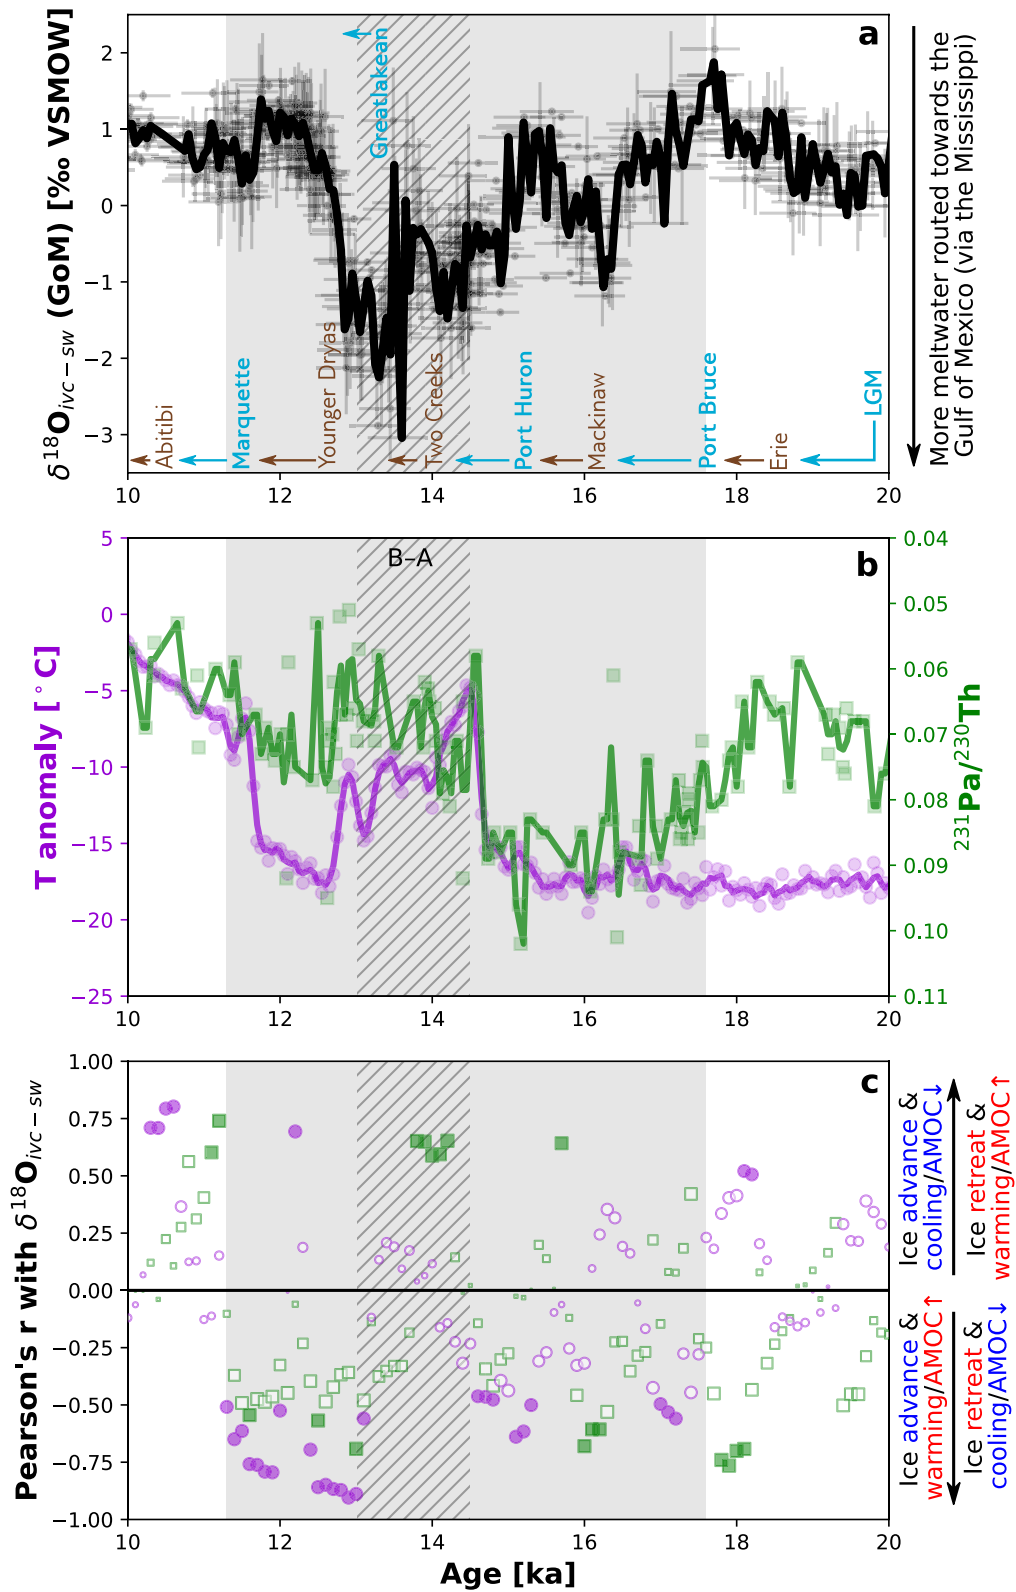 a
δ¹⁸O_{ivc−sw} (GoM) [‰ VSMOW]
2
1
0
−1
−2
−3
Greatlakean
Abitibi
Marquette
Younger Dryas
Two Creeks
Port Huron
Mackinaw
Port Bruce
Erie
LGM
More meltwater routed towards the
Gulf of Mexico (via the Mississippi)
10 12 14 16 18 20
b
B–A
T anomaly [°C]
5
0
−5
−10
−15
−20
−25
²³¹Pa/²³⁰Th
0.04
0.05
0.06
0.07
0.08
0.09
0.10
0.11
10 12 14 16 18 20
c
Pearson's r with δ¹⁸O_{ivc−sw}
1.00
0.75
0.50
0.25
0.00
−0.25
−0.50
−0.75
−1.00
Ice advance &
cooling/AMOC↓
Ice retreat &
warming/AMOC↑
Ice advance &
warming/AMOC↑
Ice retreat &
cooling/AMOC↓
10 12 14 16 18 20
Age [ka]